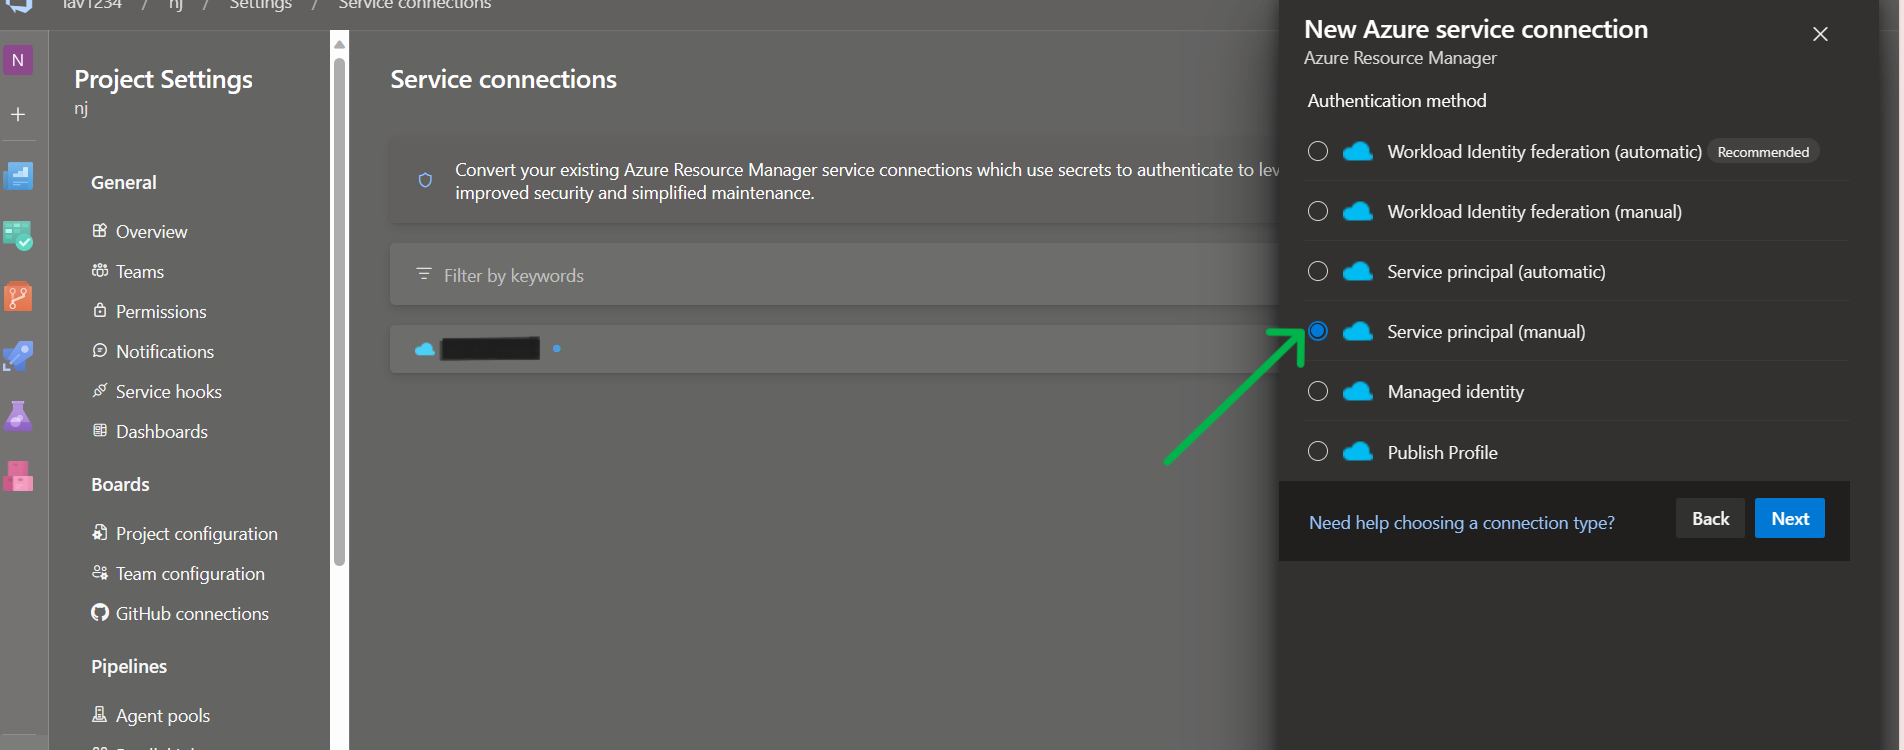 lav1234 / nj / Settings / Service connections
N
Project Settings
nj
General
Overview
Teams
Permissions
Notifications
Service hooks
Dashboards
Boards
Project configuration
Team configuration
GitHub connections
Pipelines
Agent pools
Service connections
Convert your existing Azure Resource Manager service connections which use secrets to authenticate to
improved security and simplified maintenance.
Filter by keywords
New Azure service connection
Azure Resource Manager
Authentication method
Workload Identity federation (automatic) Recommended
Workload Identity federation (manual)
Service principal (automatic)
Service principal (manual)
Managed identity
Publish Profile
Need help choosing a connection type?
Back
Next